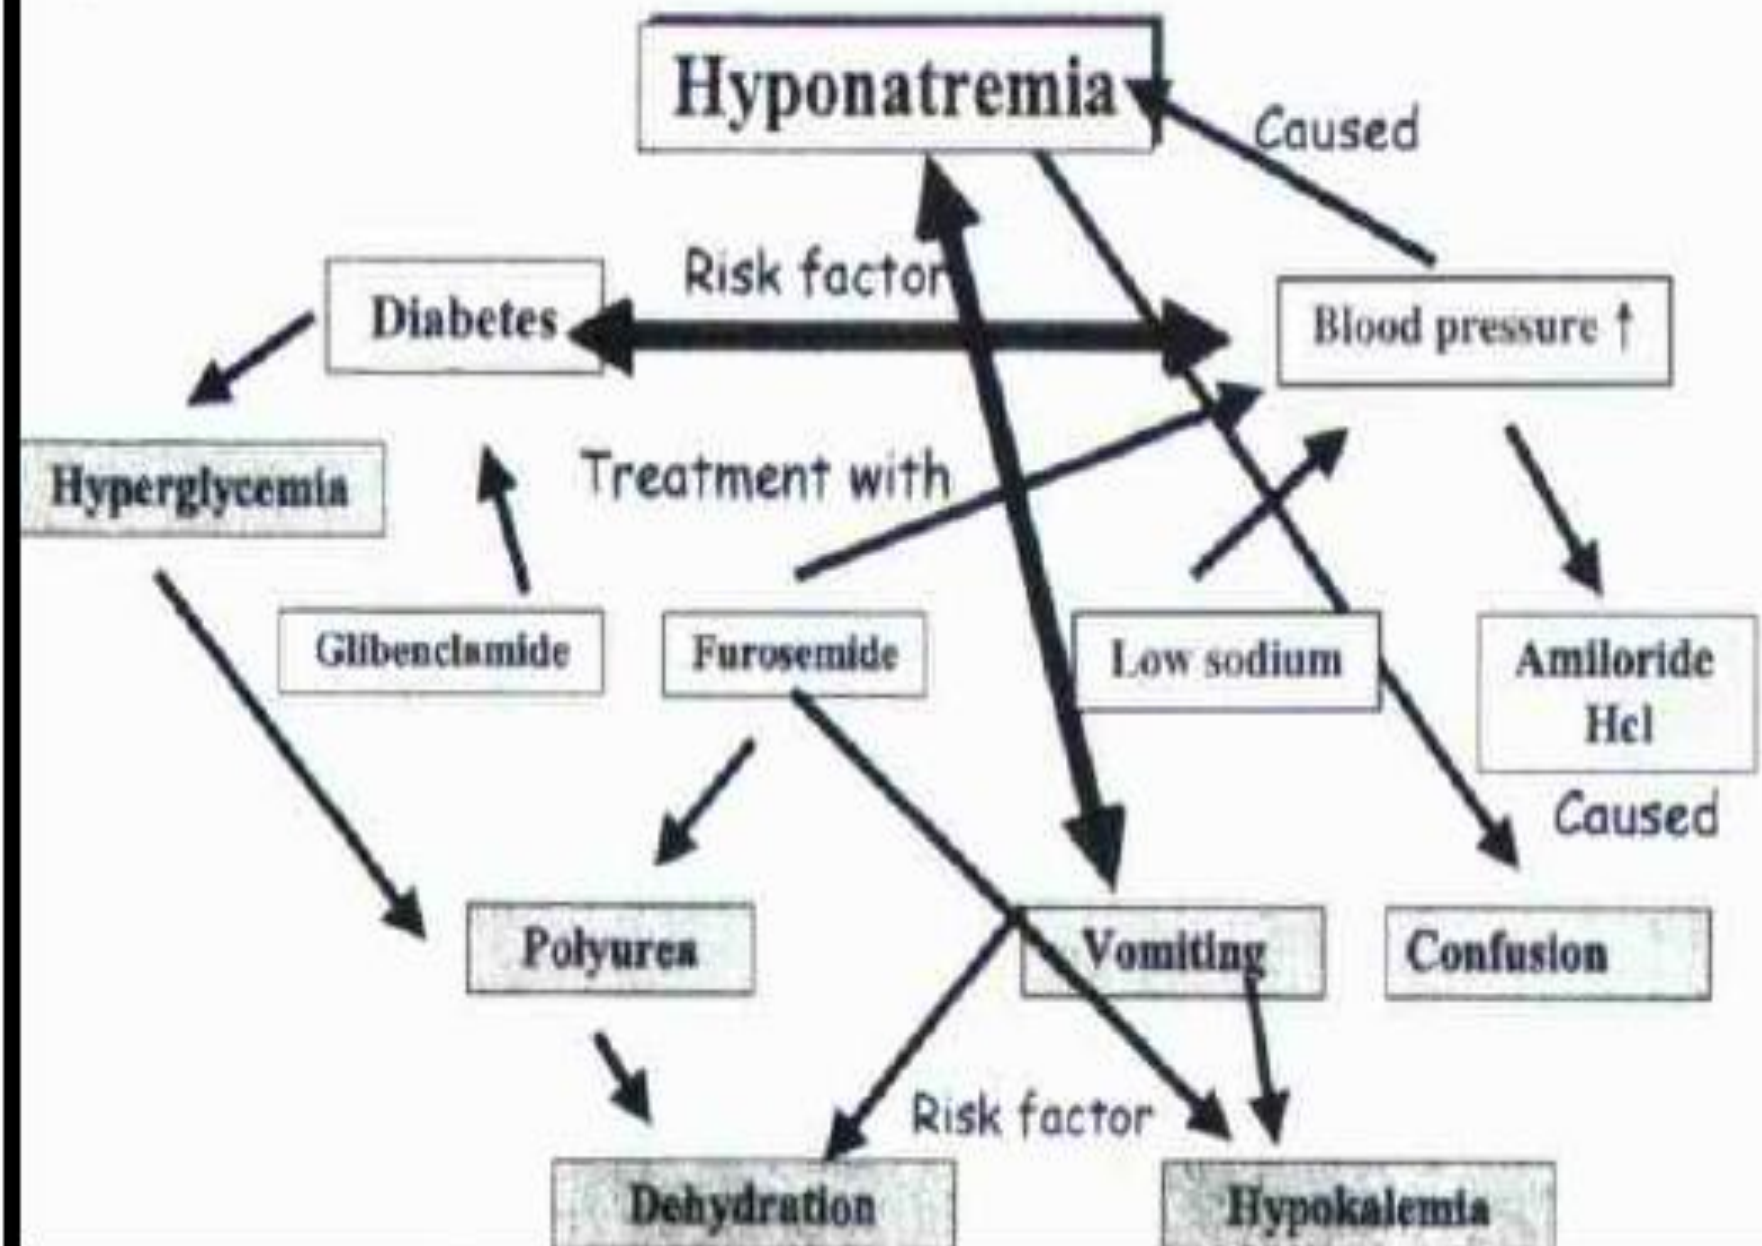 Hyponatremia
Caused
Risk factor
Diabetes
Blood pressure ↑
Hyperglycemia
Treatment with
Glibenclamide
Furosemide
Low sodium
Amiloride
Hcl
Caused
Polyurea
Vomiting
Confusion
Risk factor
Dehydration
Hypokalemia